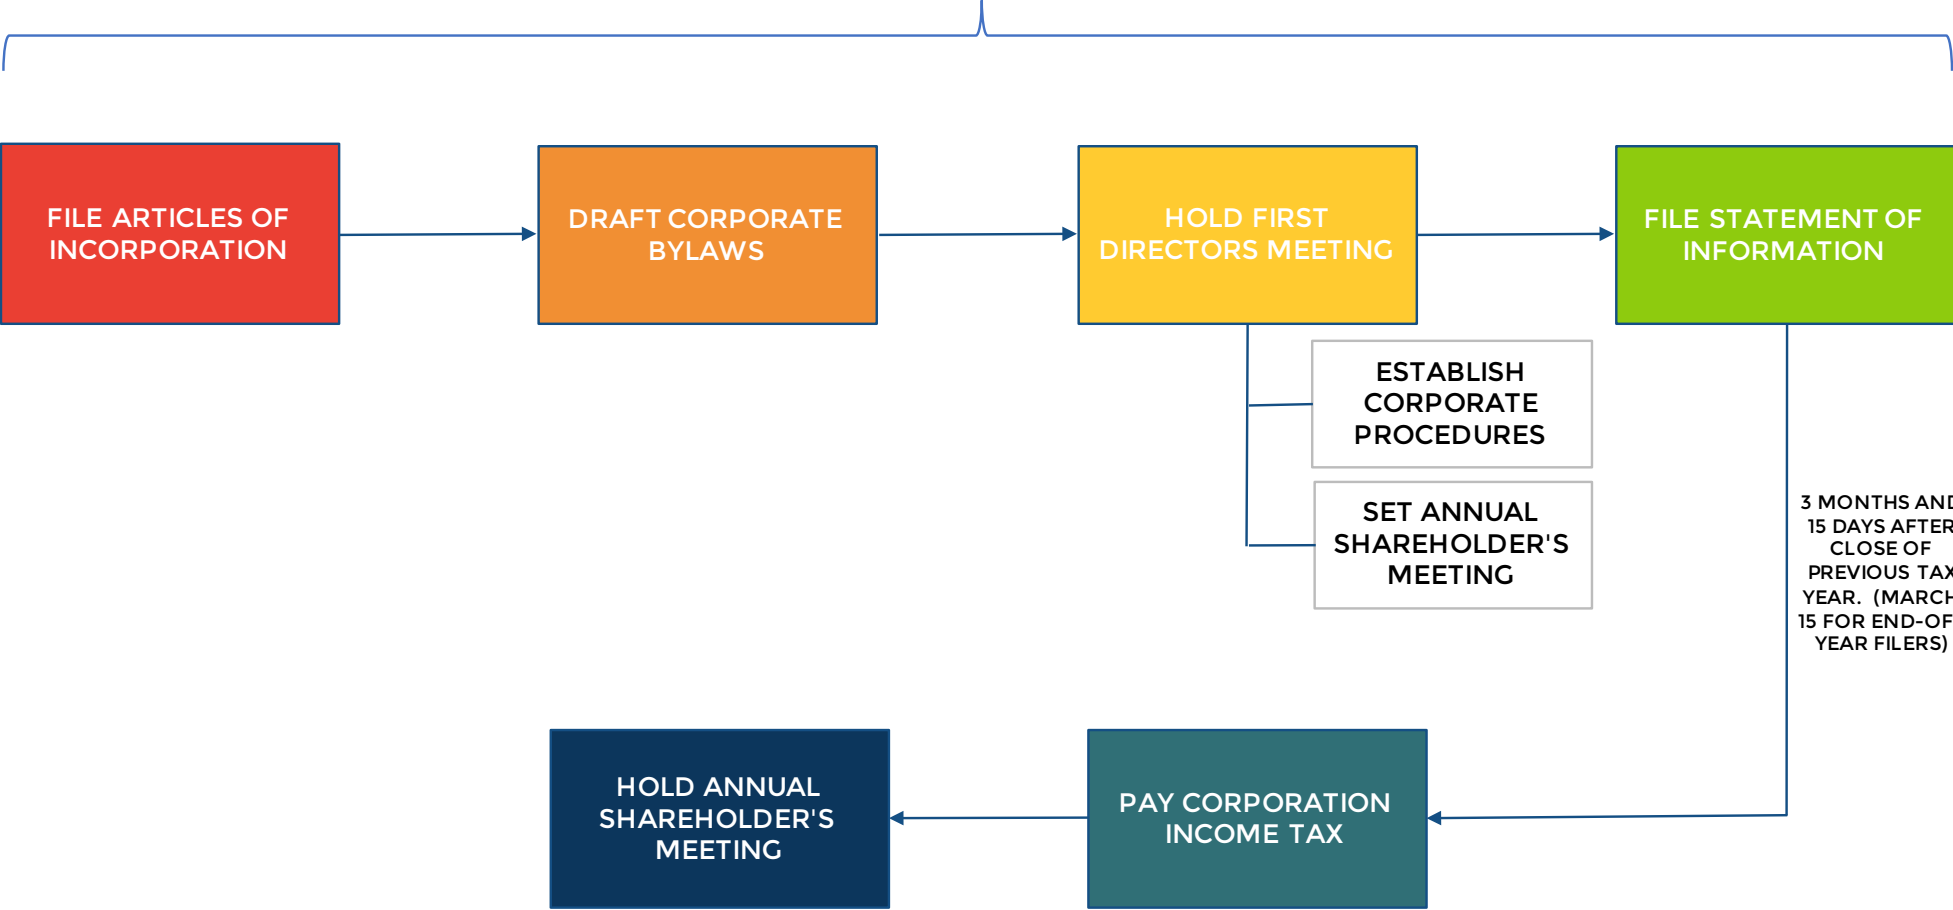 FILE ARTICLES OF
INCORPORATION
DRAFT CORPORATE
BYLAWS
HOLD FIRST
DIRECTORS MEETING
FILE STATEMENT OF
INFORMATION
ESTABLISH
CORPORATE
PROCEDURES
SET ANNUAL
SHAREHOLDER'S
MEETING
3 MONTHS AND
15 DAYS AFTER
CLOSE OF
PREVIOUS TAX
YEAR. (MARCH
15 FOR END-OF-
YEAR FILERS)
HOLD ANNUAL
SHAREHOLDER'S
MEETING
PAY CORPORATION
INCOME TAX